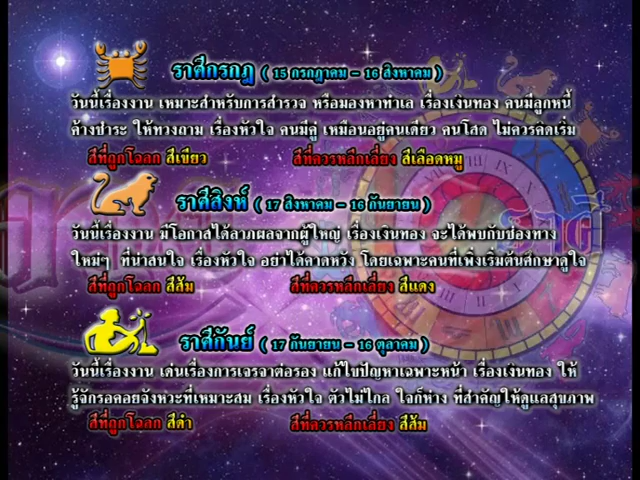 ราศีกรกฎ ( 15 กรกฎาคม - 16 สิงหาคม )
วันนี้เรื่องงาน เหมาะสำหรับการสำรวจ หรือมองหาทำเล เรื่องเงินทอง คนมีลูกหนี้
ค้างชำระ ให้ทวงถาม เรื่องหัวใจ คนมีคู่ เหมือนอยู่คนเดียว คนโสด ไม่ควรคิดเริ่ม
สีที่ถูกโฉลก สีเขียว สีที่ควรหลีกเลี่ยง สีเลือดหมู
ราศีสิงห์ ( 17 สิงหาคม - 16 กันยายน )
วันนี้เรื่องงาน มีโอกาสได้ลาภผลจากผู้ใหญ่ เรื่องเงินทอง จะได้พบกับช่องทาง
ใหม่ๆ ที่น่าสนใจ เรื่องหัวใจ อย่าได้คาดหวัง โดยเฉพาะคนที่เพิ่งเริ่มต้นศึกษาดูใจ
สีที่ถูกโฉลก สีส้ม สีที่ควรหลีกเลี่ยง สีแดง
ราศีกันย์ ( 17 กันยายน - 16 ตุลาคม )
วันนี้เรื่องงาน เด่นเรื่องการเจรจาต่อรอง แก้ไขปัญหาเฉพาะหน้า เรื่องเงินทอง ให้
รู้จักรอคอยจังหวะที่เหมาะสม เรื่องหัวใจ ตัวไม่ไกล ใจก็ห่าง ที่สำคัญให้ดูแลสุขภาพ
สีที่ถูกโฉลก สีดำ สีที่ควรหลีกเลี่ยง สีส้ม